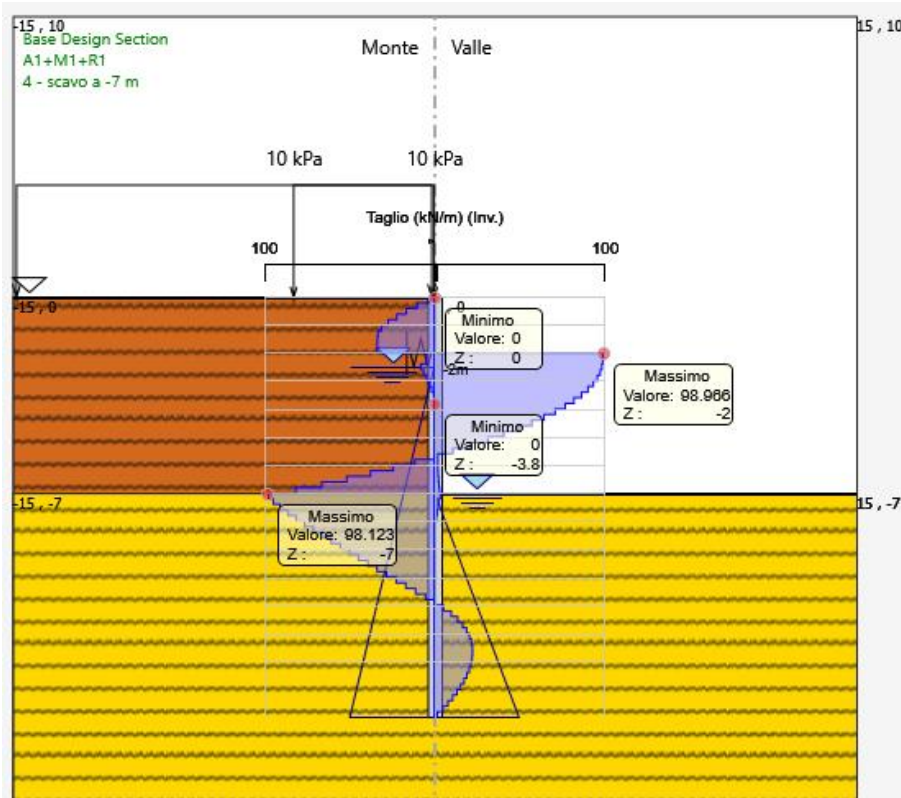 -15 , 10
15 , 10
Base Design Section
A1+M1+R1
4 - scavo a -7 m
Monte
Valle
10 kPa
10 kPa
Taglio (kN/m) (Inv.)
100
100
-15 , 0
, 0
Minimo
Valore: 0
Z : 0
-2m
Massimo
Valore: 98.966
Z : -2
Minimo
Valore: 0
Z : -3.8
-15 , -7
15 , -7
Massimo
Valore: 98.123
Z : -7